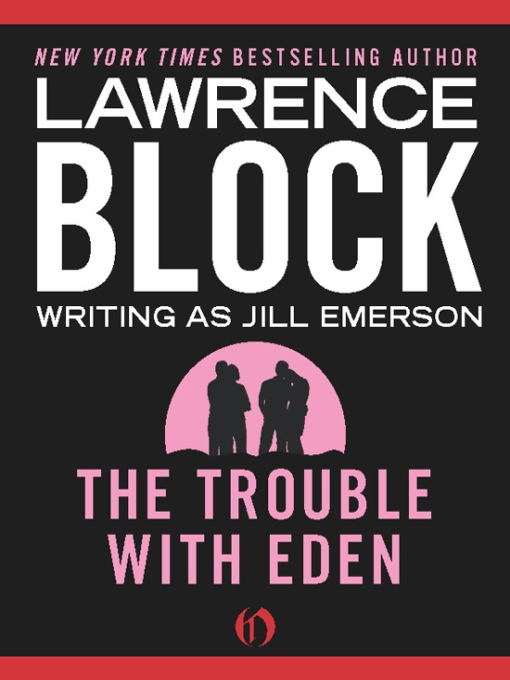 NEW YORK TIMES BESTSELLING AUTHOR
LAWRENCE
BLOCK
WRITING AS JILL EMERSON
THE TROUBLE
WITH EDEN